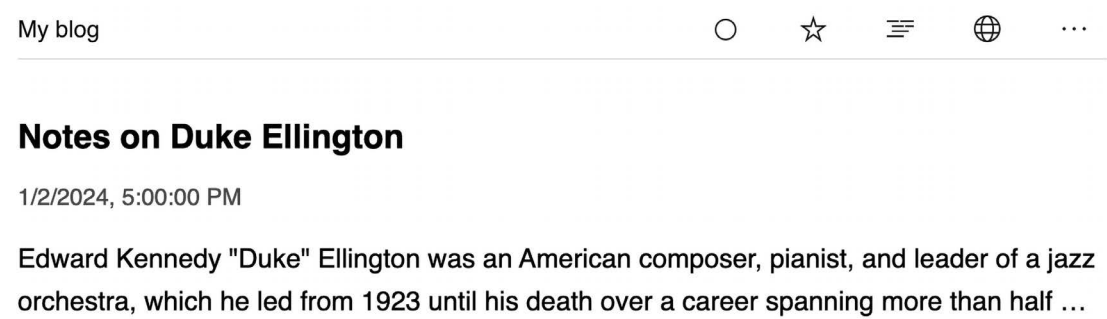 My blog
Notes on Duke Ellington
1/2/2024, 5:00:00 PM
Edward Kennedy "Duke" Ellington was an American composer, pianist, and leader of a jazz
orchestra, which he led from 1923 until his death over a career spanning more than half …